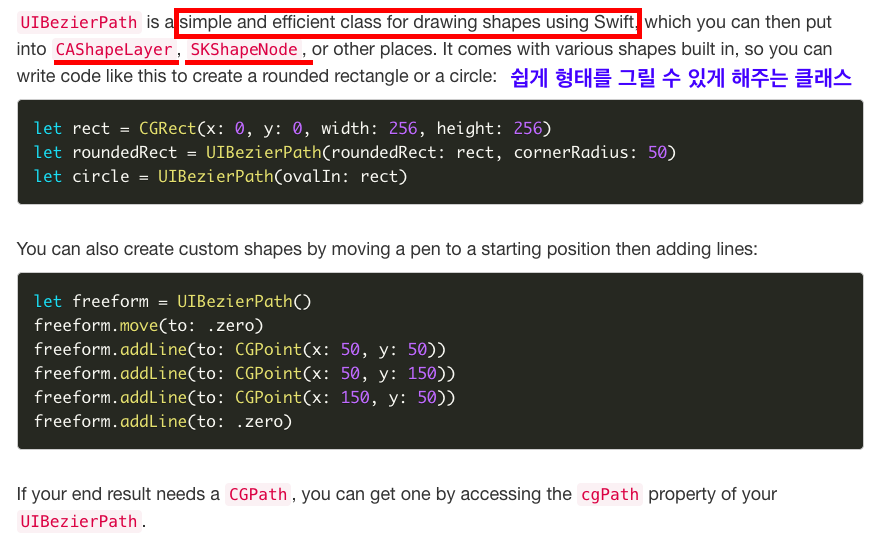 UIBezierPath is a simple and efficient class for drawing shapes using Swift, which you can then put
into CAShapeLayer, SKShapeNode, or other places. It comes with various shapes built in, so you can
write code like this to create a rounded rectangle or a circle: 쉽게 형태를 그릴 수 있게 해주는 클래스
let rect = CGRect(x: 0, y: 0, width: 256, height: 256)
let roundedRect = UIBezierPath(roundedRect: rect, cornerRadius: 50)
let circle = UIBezierPath(ovalIn: rect)
You can also create custom shapes by moving a pen to a starting position then adding lines:
let freeform = UIBezierPath()
freeform.move(to: .zero)
freeform.addLine(to: CGPoint(x: 50, y: 50))
freeform.addLine(to: CGPoint(x: 50, y: 150))
freeform.addLine(to: CGPoint(x: 150, y: 50))
freeform.addLine(to: .zero)
If your end result needs a CGPath, you can get one by accessing the cgPath property of your
UIBezierPath.